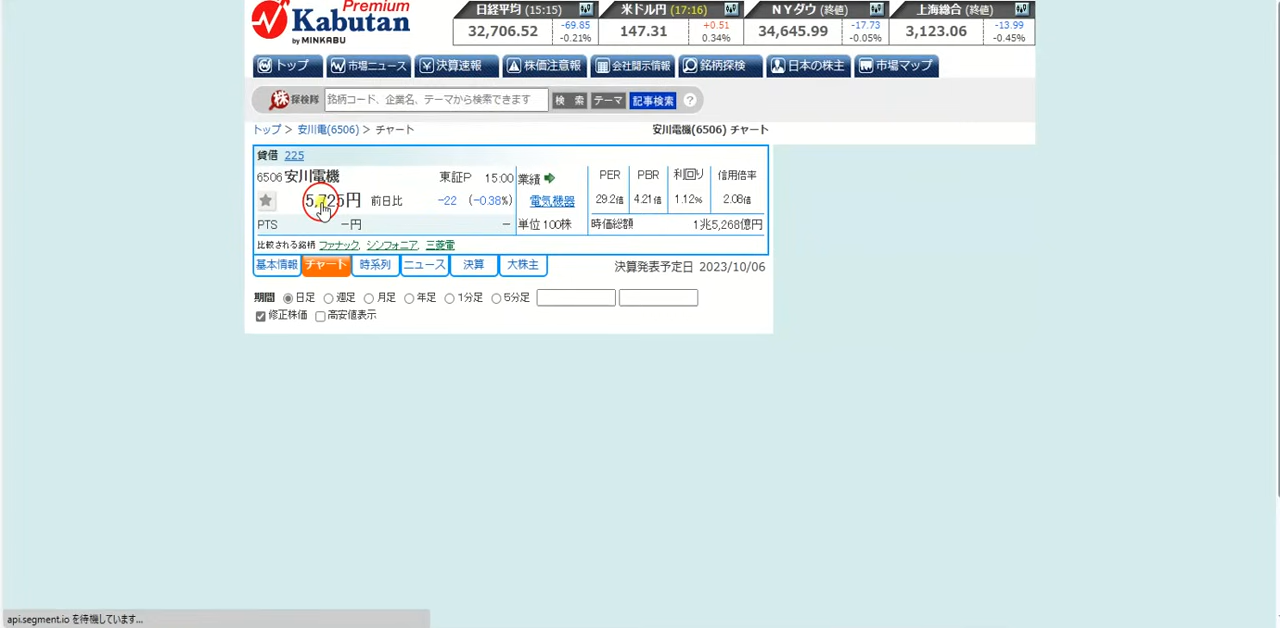 Premium
Kabutan
by MINKABU
日経平均 (15:15)
32,706.52
-69.85
-0.21%
米ドル円 (17:16)
147.31
+0.51
0.34%
NYダウ (終値)
34,645.99
-17.73
-0.05%
上海総合 (終値)
3,123.06
-13.99
-0.45%
トップ 市場ニュース 決算速報 株価注意報 会社開示情報 銘柄探検 日本の株主 市場マップ
株探検隊 銘柄コード、企業名、テーマから検索できます 検 索 テーマ 記事検索 ?
トップ > 安川電(6506) > チャート
安川電機(6506) チャート
貸借 225
6506 安川電機 東証P 15:00
5,725円 前日比 -22 (-0.38%)
PTS －円 －
業績
電気機器
単位 100株
PER PBR 利回り 信用倍率
29.2倍 4.21倍 1.12% 2.08倍
時価総額 1兆5,268億円
比較される銘柄 ファナック, シンフォニア, 三菱電
基本情報 チャート 時系列 ニュース 決算 大株主
決算発表予定日 2023/10/06
期間 日足 週足 月足 年足 1分足 5分足
修正株価 高安値表示
api.segment.io を待機しています...